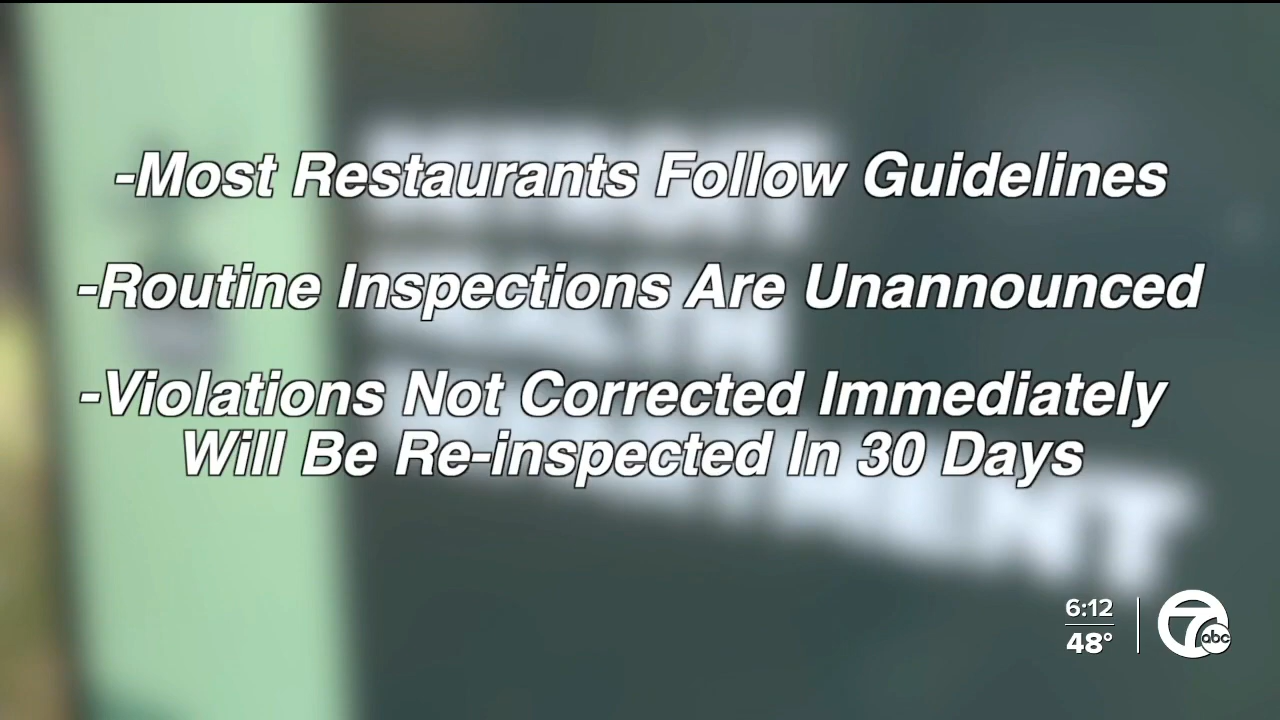 -Most Restaurants Follow Guidelines
-Routine Inspections Are Unannounced
-Violations Not Corrected Immediately
Will Be Re-inspected In 30 Days
6:12
48°
7
abc